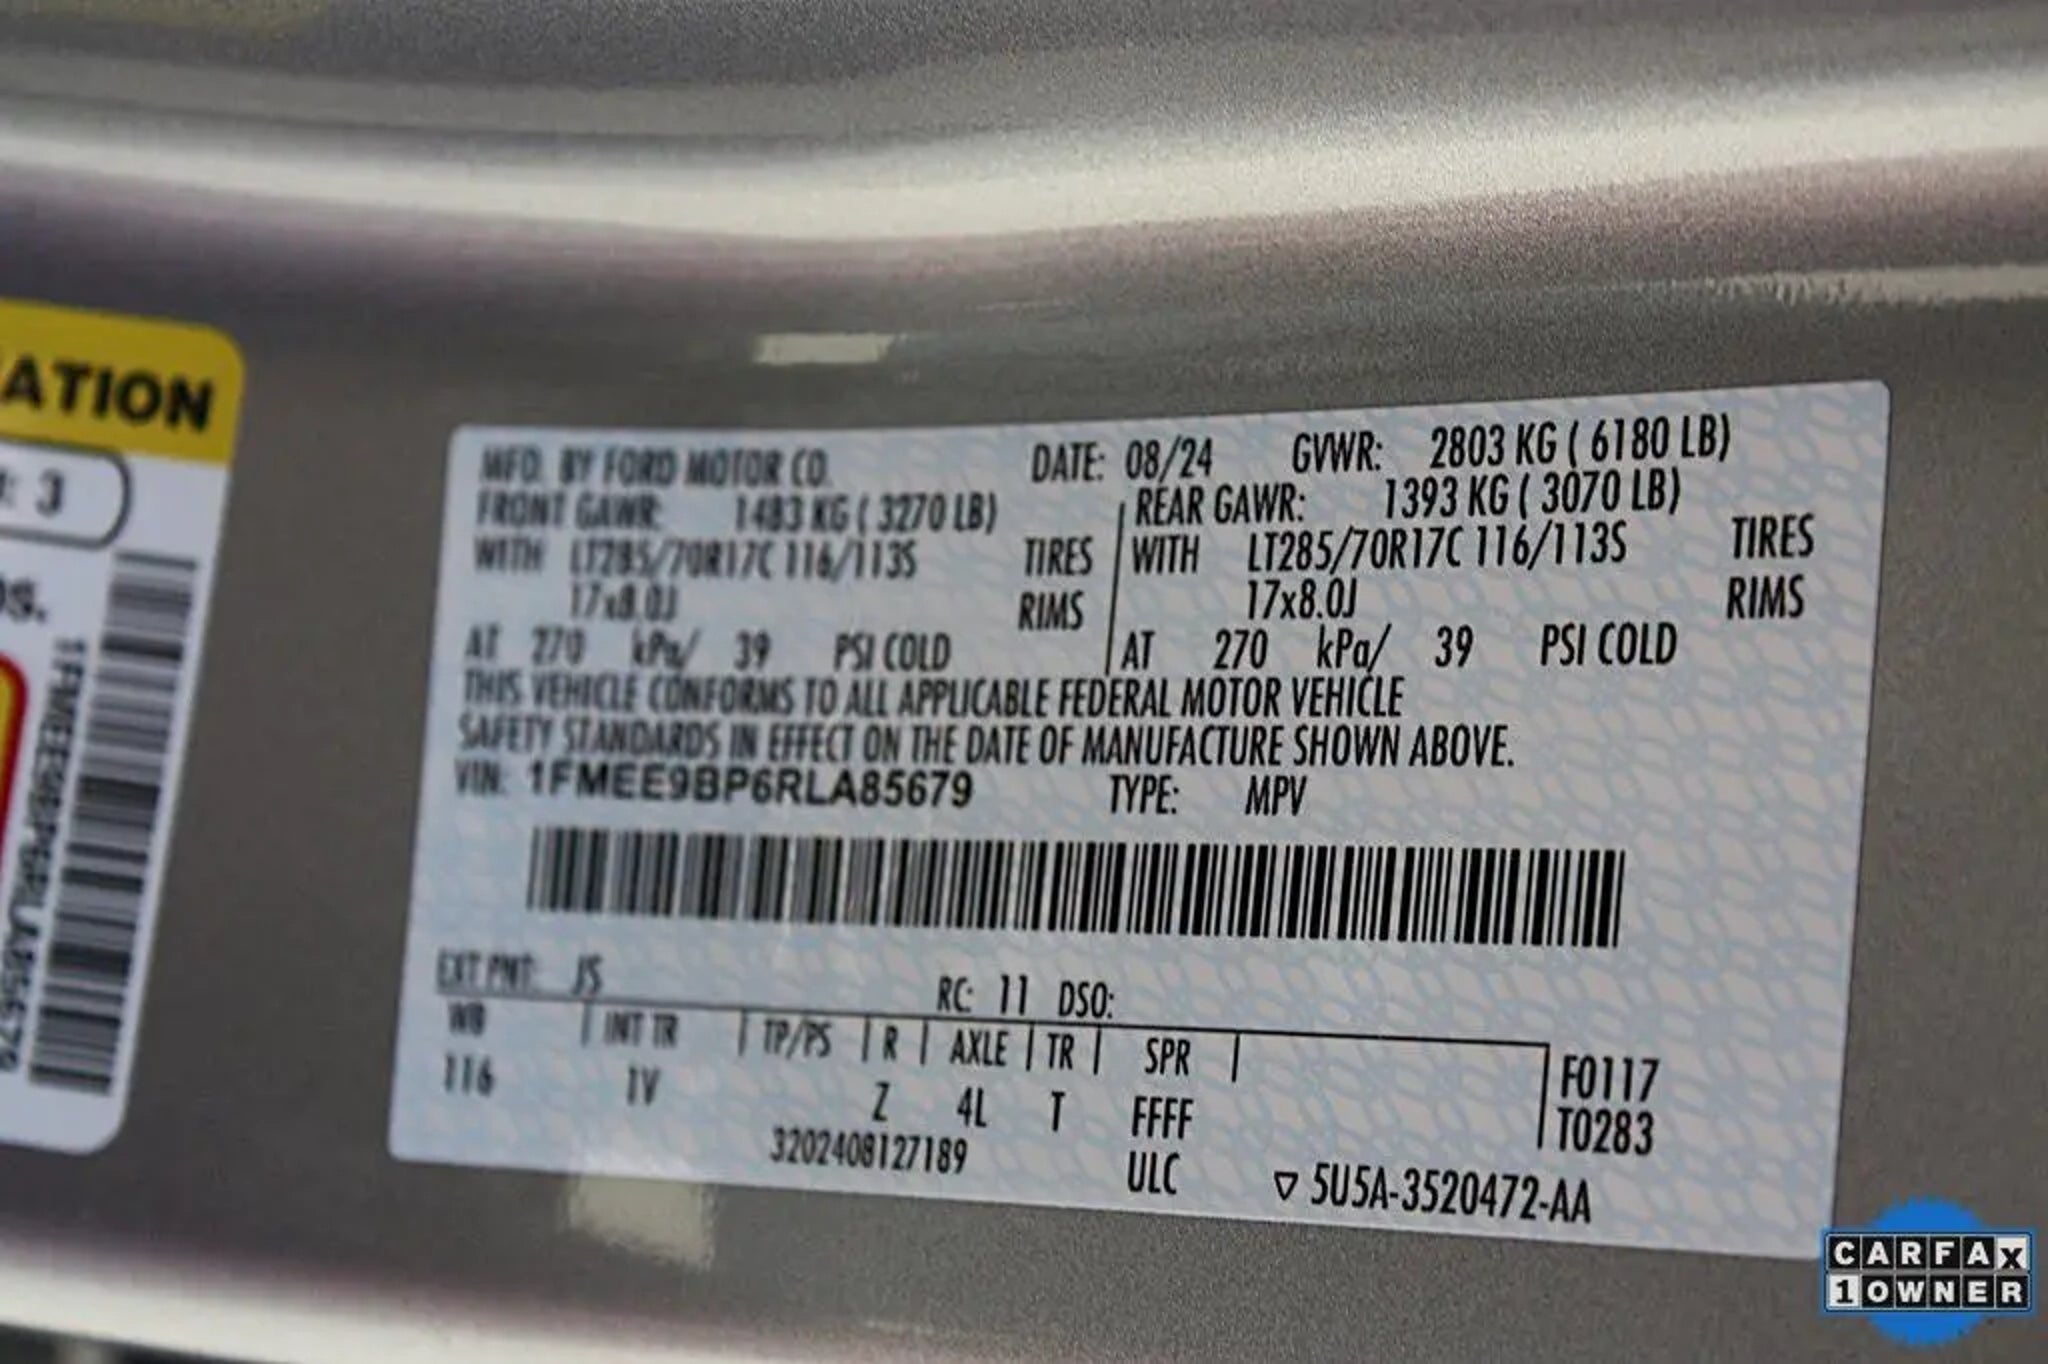 ATION
: 3
OS.
1FMEE9BP6RLA85679
MFD. BY FORD MOTOR CO. DATE: 08/24 GVWR: 2803 KG ( 6180 LB)
FRONT GAWR: 1483 KG ( 3270 LB) REAR GAWR: 1393 KG ( 3070 LB)
WITH LT285/70R17C 116/113S TIRES WITH LT285/70R17C 116/113S TIRES
17x8.0J RIMS 17x8.0J RIMS
AT 270 kPa/ 39 PSI COLD AT 270 kPa/ 39 PSI COLD
THIS VEHICLE CONFORMS TO ALL APPLICABLE FEDERAL MOTOR VEHICLE
SAFETY STANDARDS IN EFFECT ON THE DATE OF MANUFACTURE SHOWN ABOVE.
VIN: 1FMEE9BP6RLA85679 TYPE: MPV
EXT PNT: JS RC: 11 DSO:
WB INT TR TP/PS R AXLE TR SPR
116 1V Z 4L T FFFF
F0117
T0283
3202408127189 ULC ▽ 5U5A-3520472-AA
CARFAX
1 OWNER